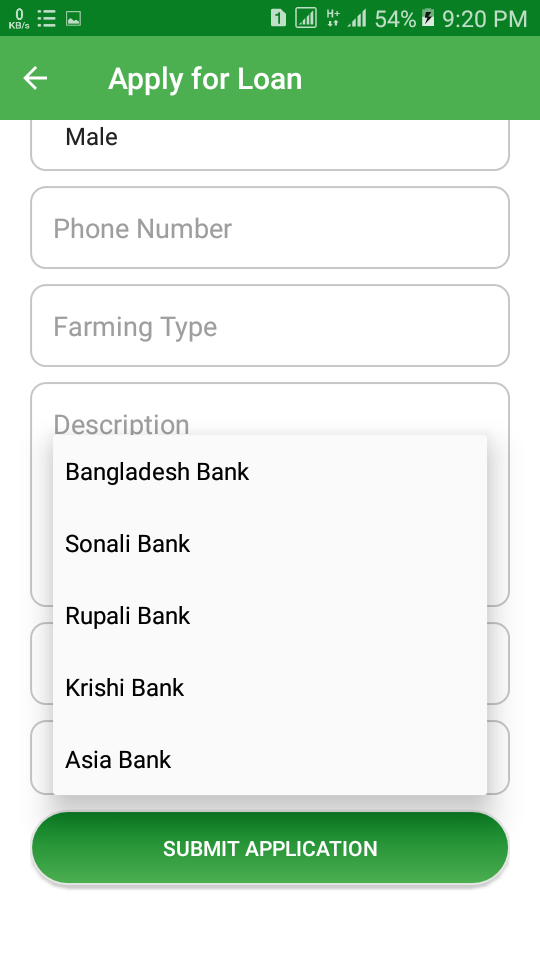 0
KB/s
1
H+
54%
9:20 PM
Apply for Loan
Male
Phone Number
Farming Type
Description
Bangladesh Bank
Sonali Bank
Rupali Bank
Krishi Bank
Asia Bank
SUBMIT APPLICATION